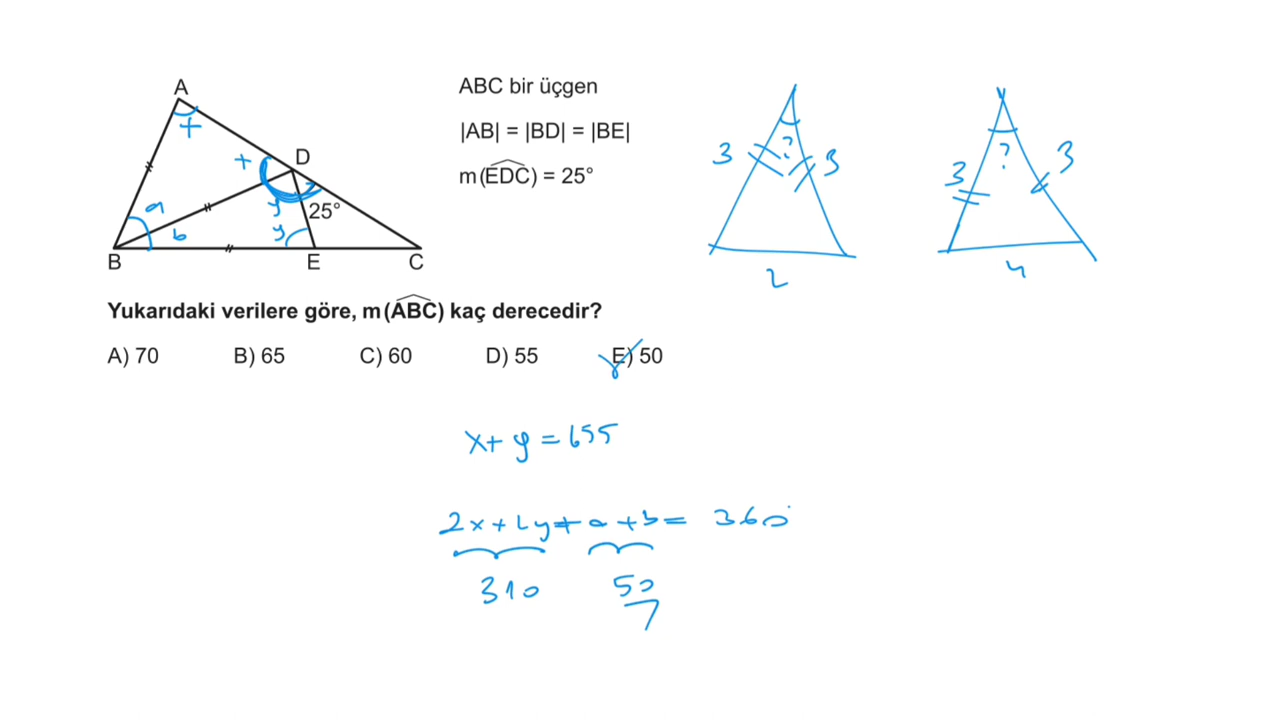 A
x
x
D
ABC bir üçgen
|AB| = |BD| = |BE|
m(EDC) = 25°
a
b
y
y
25°
B
E
C
3
?
3
2
3
?
3
4
Yukarıdaki verilere göre, m(ABC) kaç derecedir?
A) 70 B) 65 C) 60 D) 55 E) 50
x+y=155
2x+2y+a+b=360
310 50